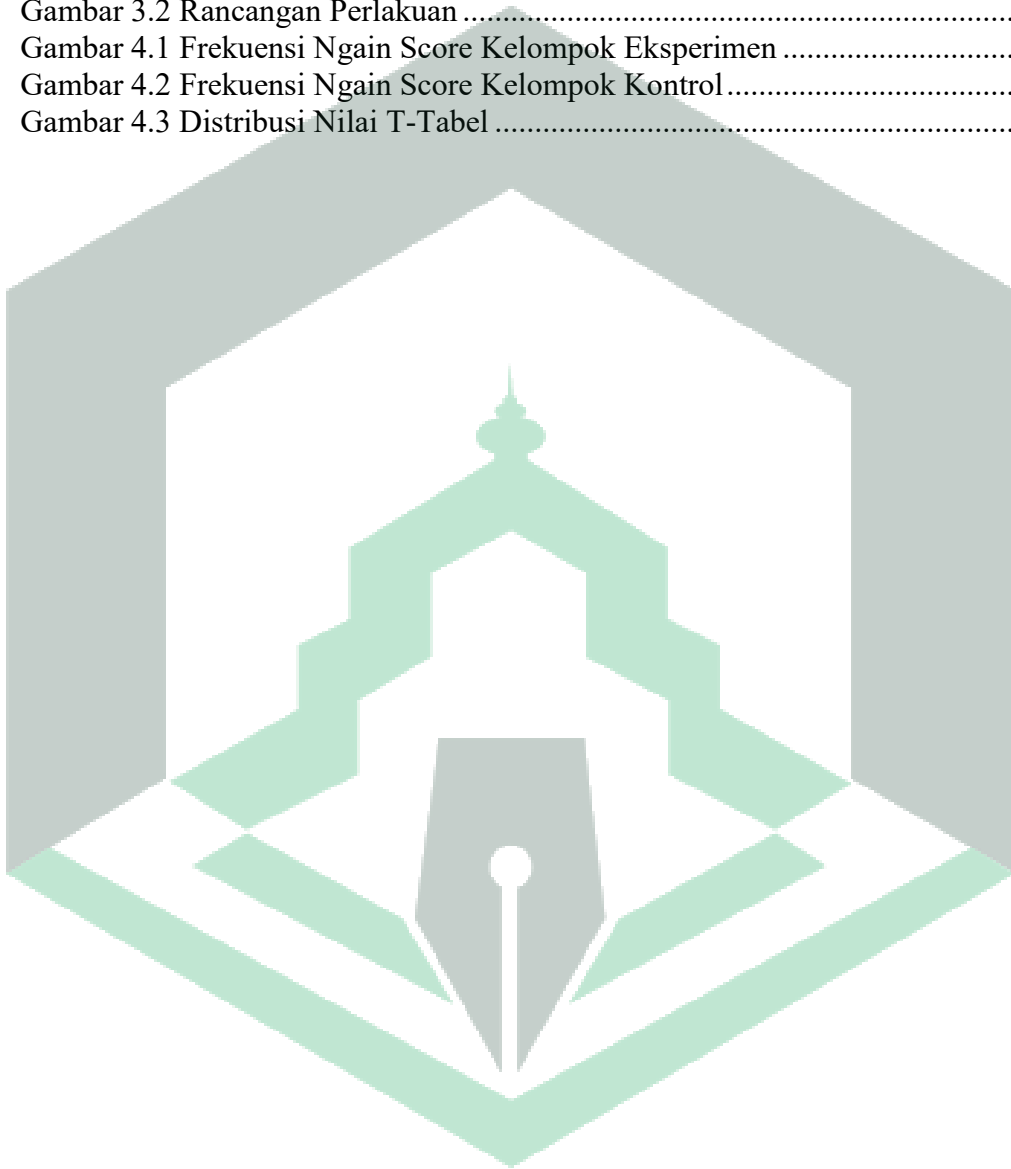 Gambar 3.2 Rancangan Perlakuan ......................................................................
Gambar 4.1 Frekuensi Ngain Score Kelompok Eksperimen .............................
Gambar 4.2 Frekuensi Ngain Score Kelompok Kontrol ....................................
Gambar 4.3 Distribusi Nilai T-Tabel ..................................................................